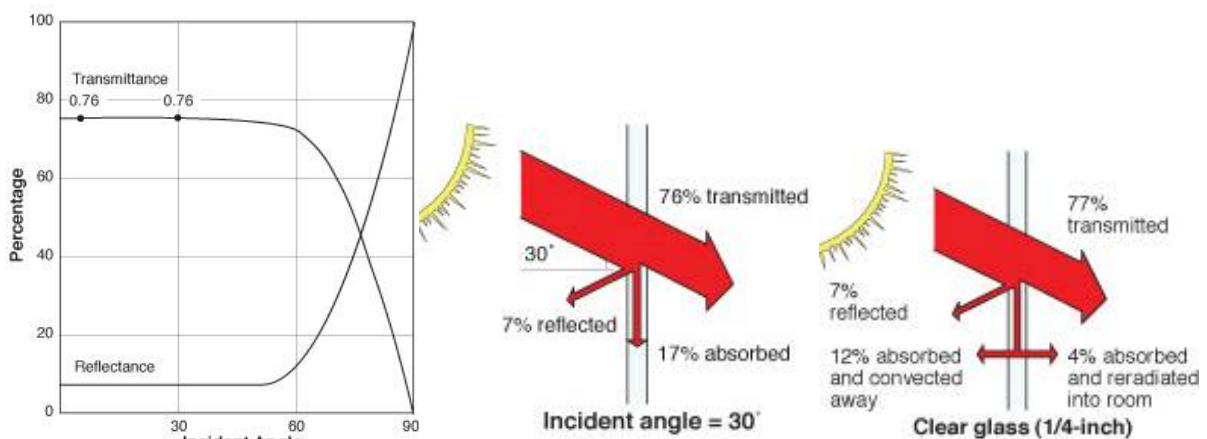 100
80
60
40
20
0
Percentage
Transmittance
0.76
0.76
Reflectance
30
60
90
Incident Angle
76% transmitted
30°
7% reflected
17% absorbed
Incident angle = 30°
77%
transmitted
7%
reflected
12% absorbed
and convected
away
4% absorbed
and reradiated
into room
Clear glass (1/4-inch)